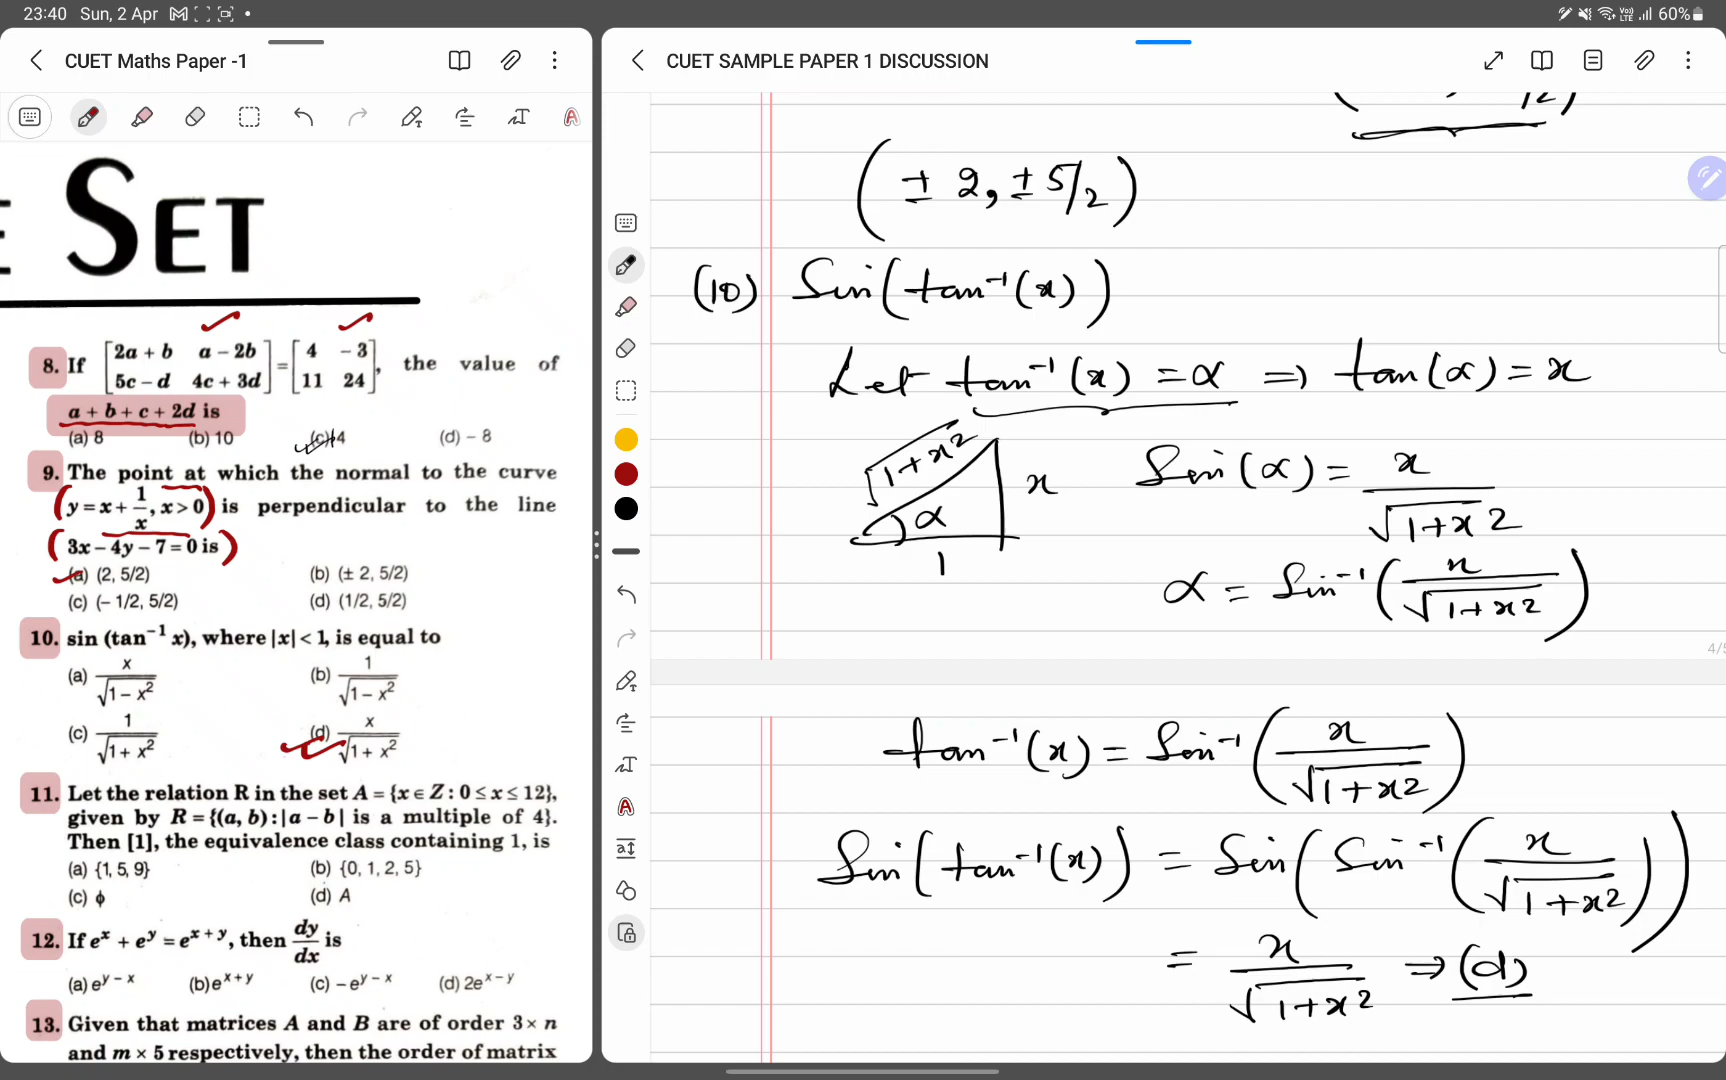 23:40 Sun, 2 Apr
60%
CUET Maths Paper -1
SET
8. If [2a + b a − 2b 5c − d 4c + 3d] = [4 − 3 11 24], the value of
a + b + c + 2d is
(a) 8 (b) 10 (c) 4 (d) − 8
9. The point at which the normal to the curve
y = x + 1/x, x > 0 is perpendicular to the line
3x − 4y − 7 = 0 is
(a) (2, 5/2) (b) (± 2, 5/2)
(c) (− 1/2, 5/2) (d) (1/2, 5/2)
10. sin (tan⁻¹ x), where |x| < 1, is equal to
(a) x/√1 − x² (b) 1/√1 − x²
(c) 1/√1 + x² (d) x/√1 + x²
11. Let the relation R in the set A = {x ∈ Z : 0 ≤ x ≤ 12},
given by R = {(a, b) : |a − b| is a multiple of 4}.
Then [1], the equivalence class containing 1, is
(a) {1, 5, 9} (b) {0, 1, 2, 5}
(c) ϕ (d) A
12. If eˣ + eʸ = eˣ⁺ʸ, then dy/dx is
(a) eʸ⁻ˣ (b) eˣ⁺ʸ (c) − eʸ⁻ˣ (d) 2eˣ⁻ʸ
13. Given that matrices A and B are of order 3 × n
and m × 5 respectively, then the order of matrix
CUET SAMPLE PAPER 1 DISCUSSION
(± 2, ± 5/2)
(10) Sin(tan⁻¹(x))
Let tan⁻¹(x) = α ⇒ tan(α) = x
√1+x² x α 1
Sin(α) = x/√1+x²
α = Sin⁻¹(x/√1+x²)
4/5
tan⁻¹(x) = Sin⁻¹(x/√1+x²)
Sin(tan⁻¹(x)) = Sin(Sin⁻¹(x/√1+x²))
= x/√1+x² ⇒ (d)